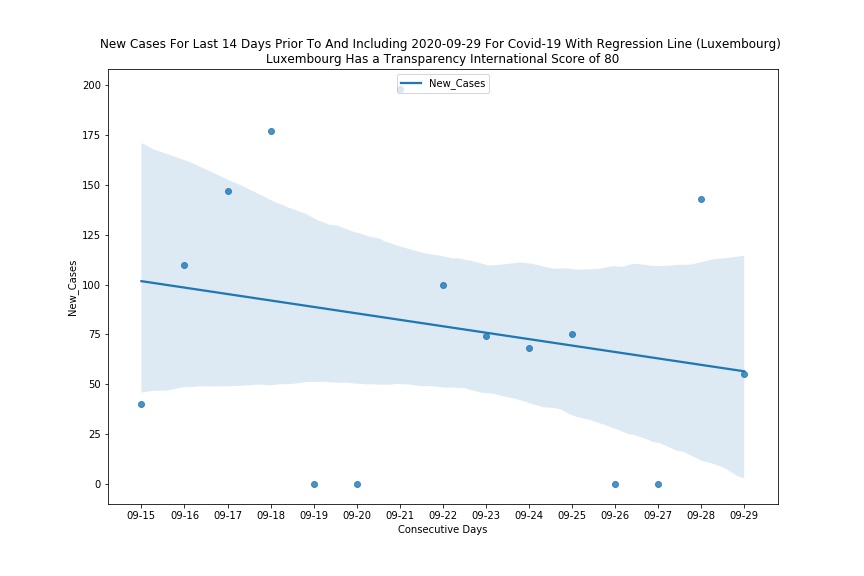 New Cases For Last 14 Days Prior To And Including 2020-09-29 For Covid-19 With Regression Line (Luxembourg)
Luxembourg Has a Transparency International Score of 80
New_Cases
200
175
150
125
100
75
50
25
0
New_Cases
09-15 09-16 09-17 09-18 09-19 09-20 09-21 09-22 09-23 09-24 09-25 09-26 09-27 09-28 09-29
Consecutive Days